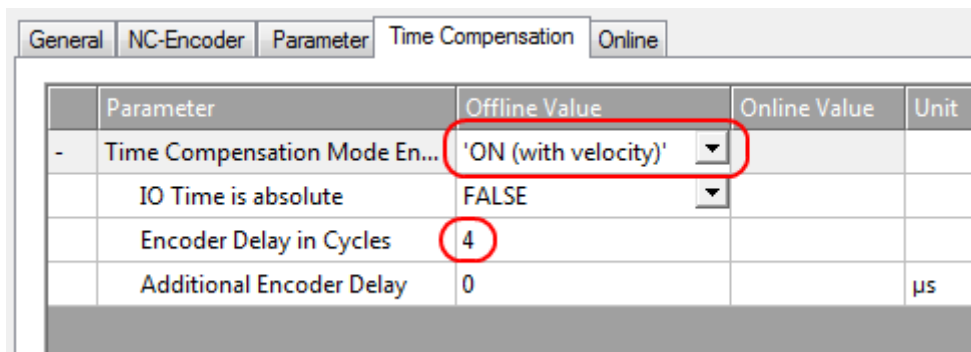 General NC-Encoder Parameter Time Compensation Online
Parameter Offline Value Online Value Unit
- Time Compensation Mode En... 'ON (with velocity)'
IO Time is absolute FALSE
Encoder Delay in Cycles 4
Additional Encoder Delay 0 µs